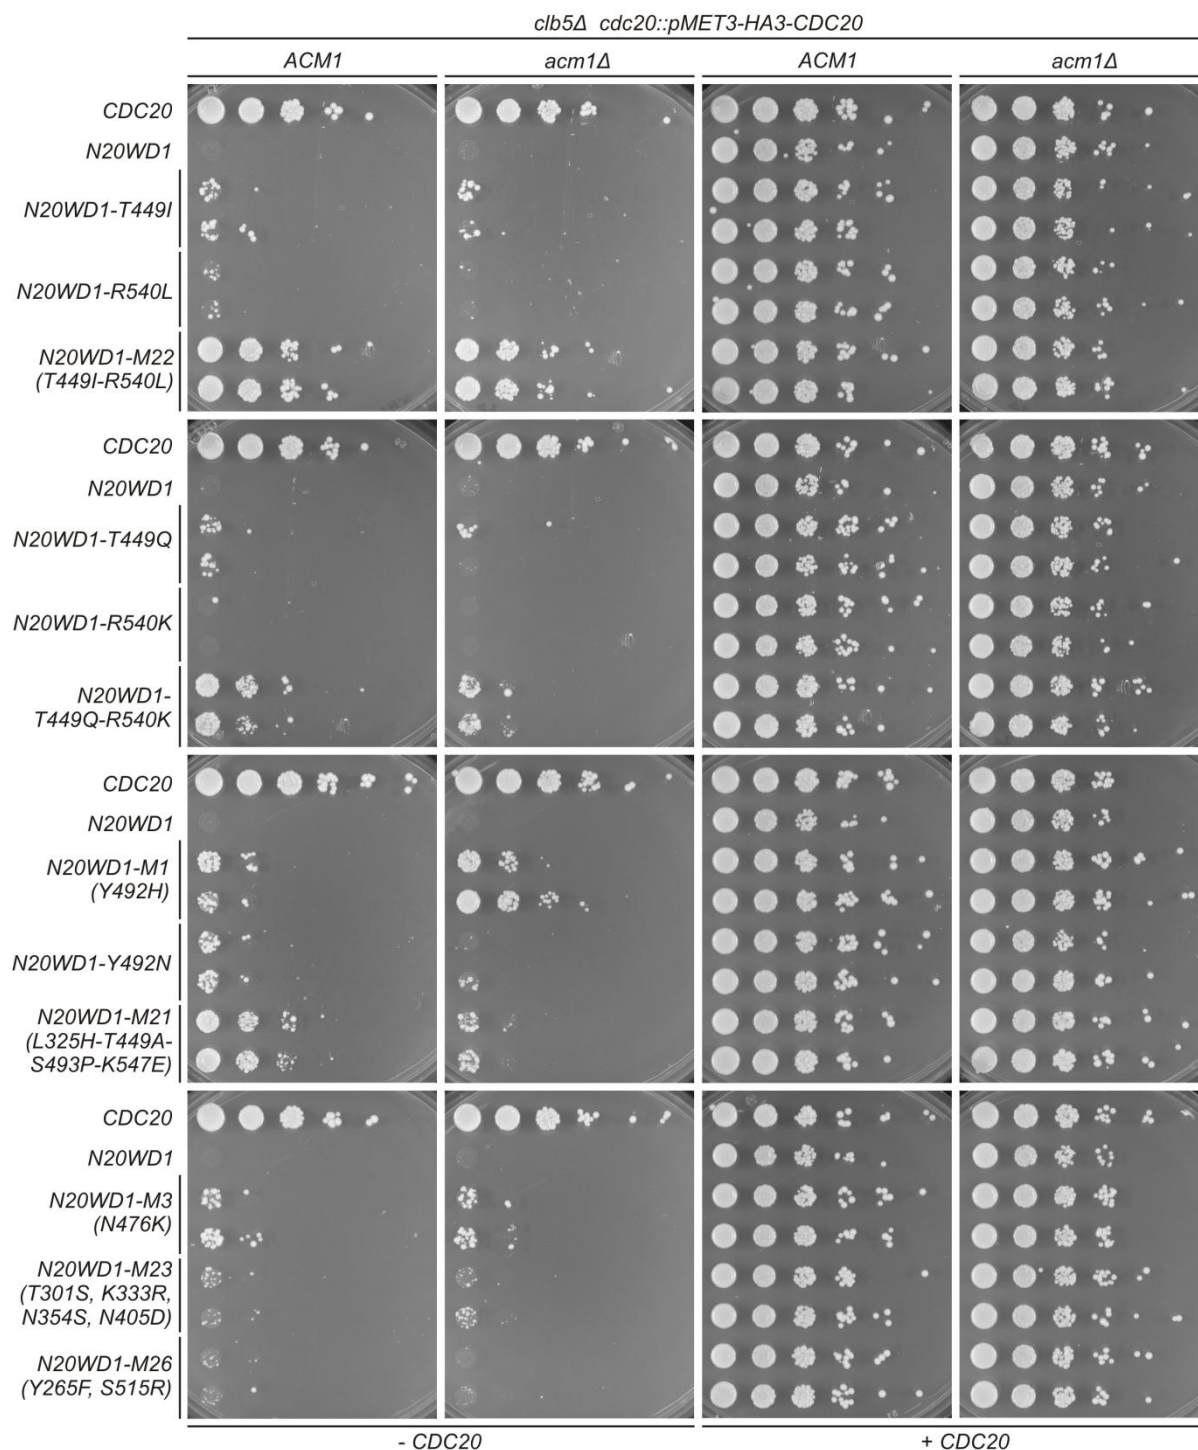 clb5Δ cdc20::pMET3-HA3-CDC20
ACM1 acm1Δ ACM1 acm1Δ
CDC20
N20WD1
N20WD1-T449I
N20WD1-R540L
N20WD1-M22
(T449I-R540L)
CDC20
N20WD1
N20WD1-T449Q
N20WD1-R540K
N20WD1-
T449Q-R540K
CDC20
N20WD1
N20WD1-M1
(Y492H)
N20WD1-Y492N
N20WD1-M21
(L325H-T449A-
S493P-K547E)
CDC20
N20WD1
N20WD1-M3
(N476K)
N20WD1-M23
(T301S, K333R,
N354S, N405D)
N20WD1-M26
(Y265F, S515R)
- CDC20 + CDC20